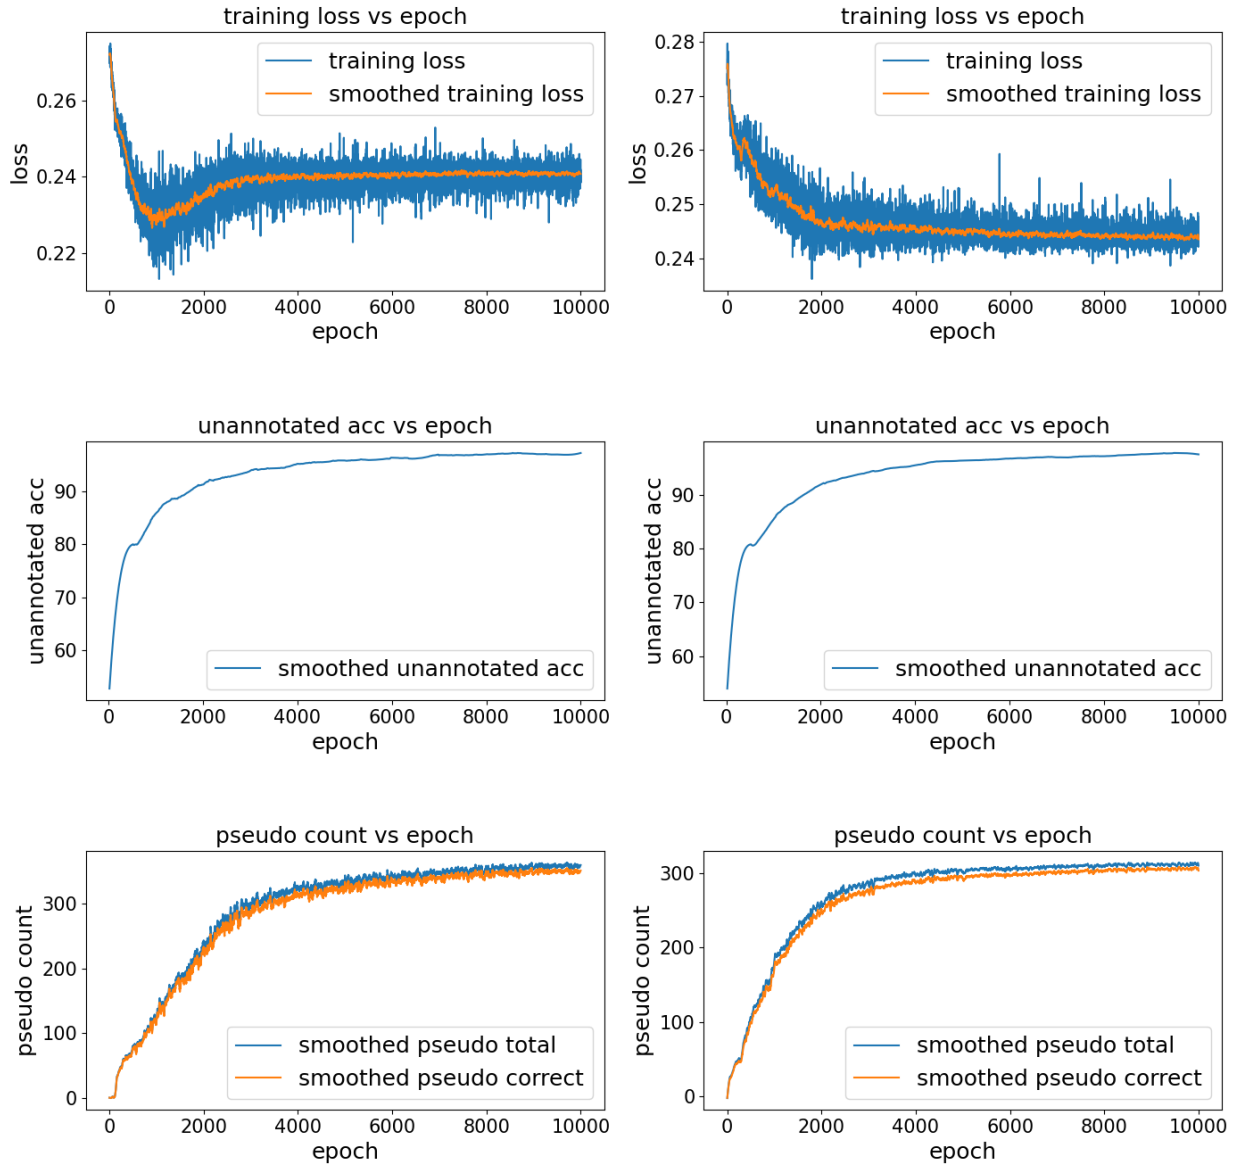 training loss vs epoch
training loss
smoothed training loss
0.26
0.24
0.22
loss
0 2000 4000 6000 8000 10000
epoch
training loss vs epoch
training loss
smoothed training loss
0.28
0.27
0.26
0.25
0.24
loss
0 2000 4000 6000 8000 10000
epoch
unannotated acc vs epoch
90
80
70
60
unannotated acc
smoothed unannotated acc
0 2000 4000 6000 8000 10000
epoch
unannotated acc vs epoch
90
80
70
60
unannotated acc
smoothed unannotated acc
0 2000 4000 6000 8000 10000
epoch
pseudo count vs epoch
300
200
100
0
pseudo count
smoothed pseudo total
smoothed pseudo correct
0 2000 4000 6000 8000 10000
epoch
pseudo count vs epoch
300
200
100
0
pseudo count
smoothed pseudo total
smoothed pseudo correct
0 2000 4000 6000 8000 10000
epoch